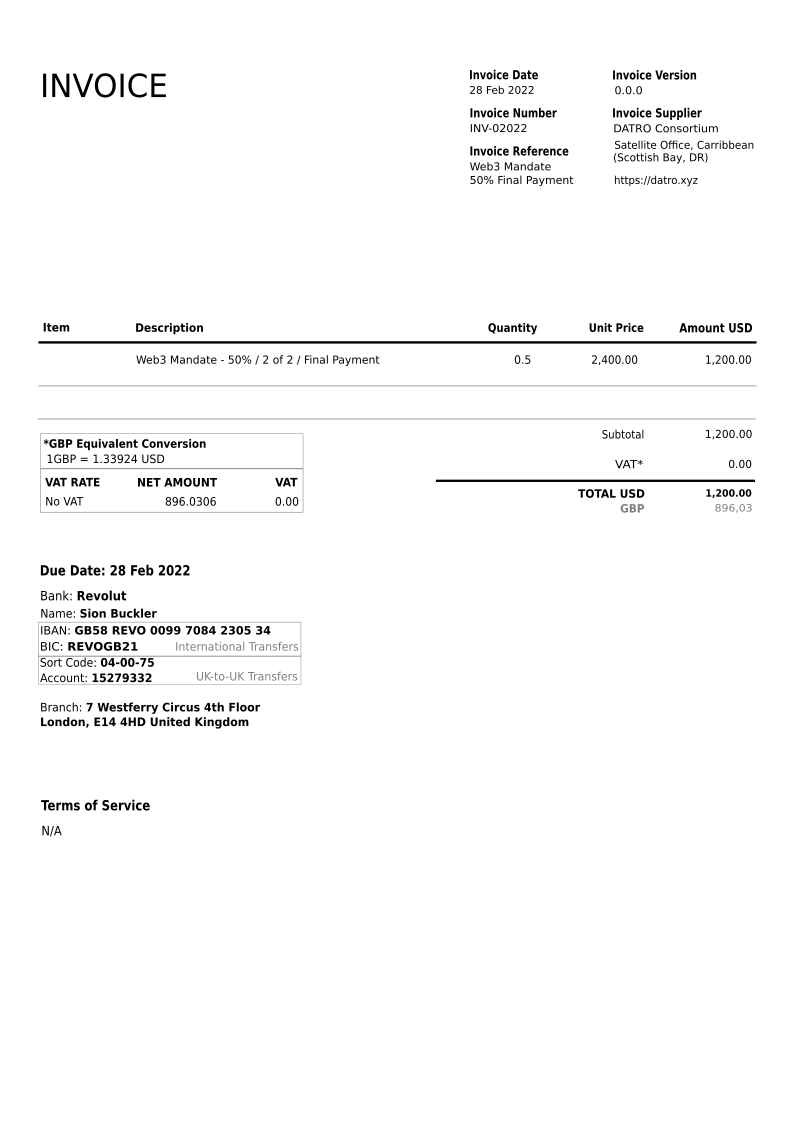 INVOICE
Invoice Date
28 Feb 2022
Invoice Number
INV-02022
Invoice Reference
Web3 Mandate
50% Final Payment
Invoice Version
0.0.0
Invoice Supplier
DATRO Consortium
Satellite Office, Carribbean
(Scottish Bay, DR)
https://datro.xyz
Item Description Quantity Unit Price Amount USD
Web3 Mandate - 50% / 2 of 2 / Final Payment 0.5 2,400.00 1,200.00
*GBP Equivalent Conversion
1GBP = 1.33924 USD
VAT RATE NET AMOUNT VAT
No VAT 896.0306 0.00
Subtotal 1,200.00
VAT* 0.00
TOTAL USD 1,200.00
GBP 896,03
Due Date: 28 Feb 2022
Bank: Revolut
Name: Sion Buckler
IBAN: GB58 REVO 0099 7084 2305 34
BIC: REVOGB21 International Transfers
Sort Code: 04-00-75
Account: 15279332 UK-to-UK Transfers
Branch: 7 Westferry Circus 4th Floor
London, E14 4HD United Kingdom
Terms of Service
N/A